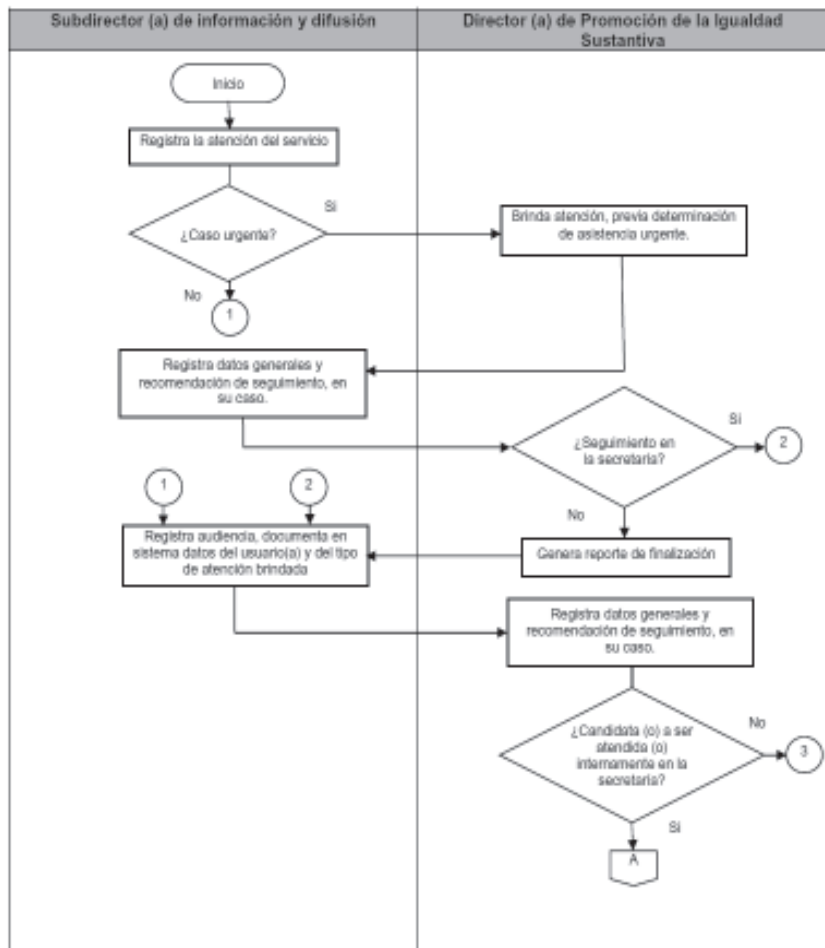 Subdirector (a) de información y difusión
Director (a) de Promoción de la Igualdad
Sustantiva
Inicio
Registra la atención del servicio
¿Caso urgente?
Si
Brinda atención, previa determinación
de asistencia urgente.
No
1
Registra datos generales y
recomendación de seguimiento, en
su caso.
¿Seguimiento en
la secretaría?
Si
2
No
1
2
Registra audiencia, documenta en
sistema datos del usuario(a) y del tipo
de atención brindada
Genera reporte de finalización
Registra datos generales y
recomendación de seguimiento, en
su caso.
¿Candidata (o) a ser
atendida (o)
internamente en la
secretaría?
No
3
Si
A